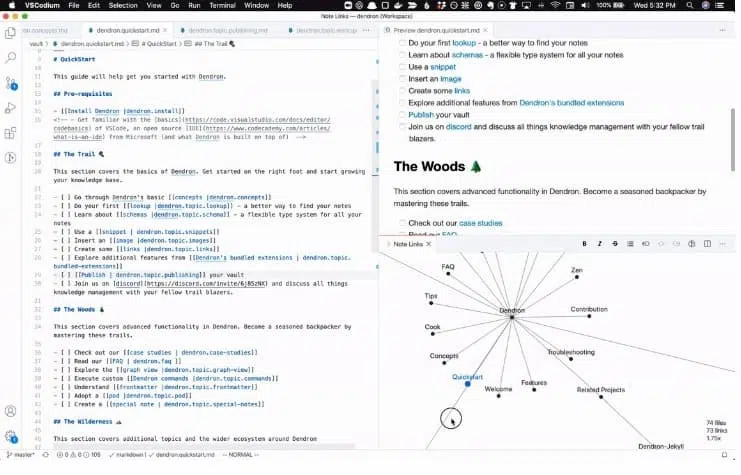 VSCodium File Edit Selection View Go Run Terminal Window Help 100% Wed 5:32 PM
Note Links — dendron (Workspace)
dendron.quickstart.md
dendron.topic.publishing.md
Preview dendron.quickstart.md
vault > dendron.quickstart.md > # QuickStart > ## The Trail
# QuickStart
This guide will help get you started with Dendron.
## Pre-requisites
- [[Install Dendron |dendron.install]]
<!-- - Get familiar with the [basics](https://code.visualstudio.com/docs/editor/
codebasics) of VSCode, an open source [IDE](https://www.codecademy.com/articles/
what-is-an-ide) from Microsoft (and what Dendron is built on top of) -->
## The Trail
This section covers the basics of Dendron. Get started on the right foot and start growing
your knowledge base.
- [ ] Go through Dendron's basic [[concepts |dendron.concepts]]
- [ ] Do your first [[lookup |dendron.topic.lookup]] - a better way to find your notes
- [ ] Learn about [[schemas |dendron.topic.schema]] - a flexible type system for all your
notes
- [ ] Use a [[snippet | dendron.topic.snippets]]
- [ ] Insert an [[image |dendron.topic.images]]
- [ ] Create some [[links |dendron.topic.links]]
- [ ] Explore additional features from [[Dendron's bundled extensions | dendron.topic.
bundled-extensions]]
- [ ] [[Publish | dendron.topic.publishing]] your vault
- [ ] Join us on [discord](https://discord.com/invite/6j85zNX) and discuss all things
knowledge management with your fellow trail blazers.
## The Woods
This section covers advanced functionality in Dendron. Become a seasoned backpacker by
mastering these trails.
- [ ] Check out our [[case studies | dendron.case-studies]]
- [ ] Read our [[FAQ | dendron.faq ]]
- [ ] Explore the [[graph view |dendron.topic.graph-view]]
- [ ] Execute custom [[Dendron commands |dendron.topic.commands]]
- [ ] Understand [[frontmatter |dendron.topic.frontmatter]]
- [ ] Adopt a [[pod |dendron.topic.pod]]
- [ ] Create a [[special note | dendron.topic.special-notes]]
## The Wilderness
This section covers additional topics and the wider ecosystem around Dendron
Do your first lookup - a better way to find your notes
Learn about schemas - a flexible type system for all your notes
Use a snippet
Insert an image
Create some links
Explore additional features from Dendron's bundled extensions
Publish your vault
Join us on discord and discuss all things knowledge management with your fellow trail
blazers.
The Woods
This section covers advanced functionality in Dendron. Become a seasoned backpacker by
mastering these trails.
Check out our case studies
Read our FAQ
Note Links
FAQ
Zen
Tips
Dendron
Contribution
Cook
Concepts
Troubleshooting
Quickstart
Welcome
Features
Related Projects
Dendron-Jekyll
74 files
73 links
1.75x
master* 0 0 105 markdown | dendron.quickstart.md -- NORMAL --